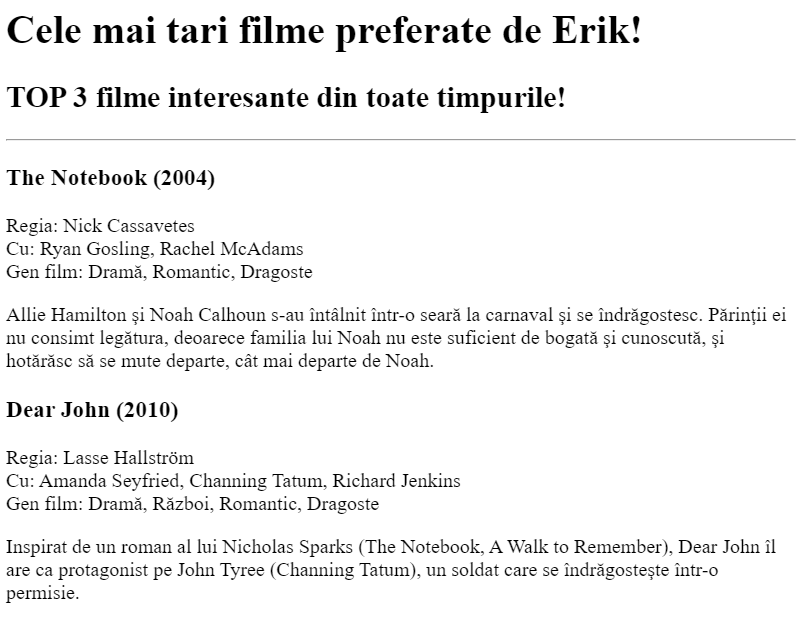 Cele mai tari filme preferate de Erik!
TOP 3 filme interesante din toate timpurile!
The Notebook (2004)
Regia: Nick Cassavetes
Cu: Ryan Gosling, Rachel McAdams
Gen film: Dramă, Romantic, Dragoste
Allie Hamilton și Noah Calhoun s-au întâlnit într-o seară la carnaval și se îndrăgostesc. Părinții ei
nu consimt legătura, deoarece familia lui Noah nu este suficient de bogată și cunoscută, și
hotărăsc să se mute departe, cât mai departe de Noah.
Dear John (2010)
Regia: Lasse Hallström
Cu: Amanda Seyfried, Channing Tatum, Richard Jenkins
Gen film: Dramă, Război, Romantic, Dragoste
Inspirat de un roman al lui Nicholas Sparks (The Notebook, A Walk to Remember), Dear John îl
are ca protagonist pe John Tyree (Channing Tatum), un soldat care se îndrăgostește într-o
permisie.